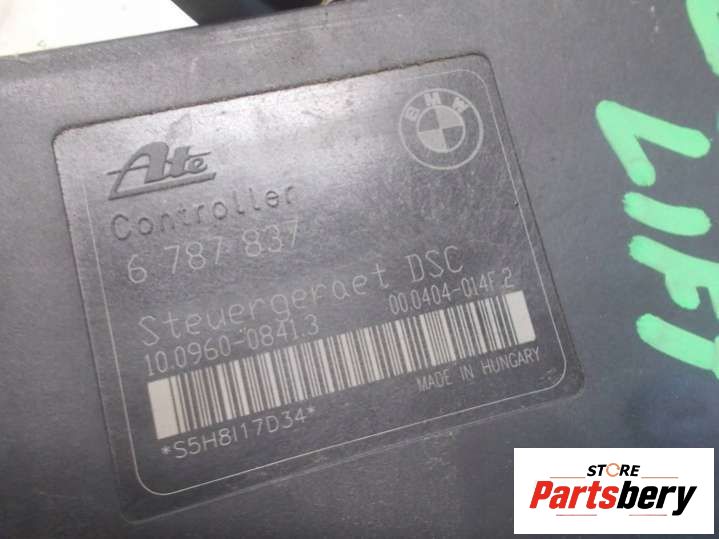 BMW
Ate
Controller
6 787 837
Steuergeraet DSC
10.0960-0841.3
00.0404-014F.2
MADE IN HUNGARY
*S5H8I17D34*
LIFT
STORE
Partsbery